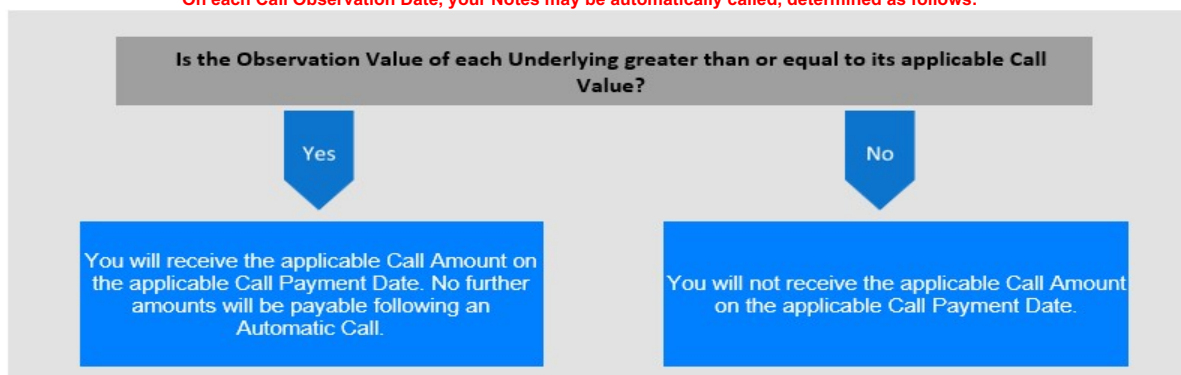 On each Call Observation Date, your Notes may be automatically called, determined as follows:
Is the Observation Value of each Underlying greater than or equal to its applicable Call
Value?
Yes
No
You will receive the applicable Call Amount on
the applicable Call Payment Date. No further
amounts will be payable following an
Automatic Call.
You will not receive the applicable Call Amount
on the applicable Call Payment Date.